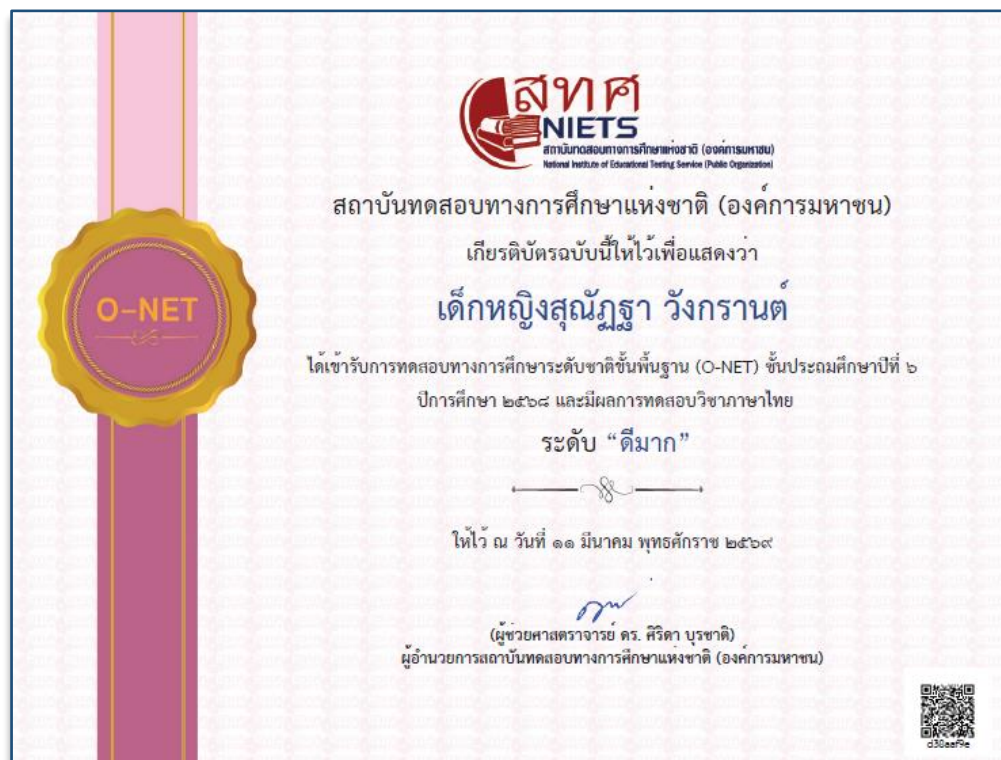 สทศ
NIETS
สถาบันทดสอบทางการศึกษาแห่งชาติ (องค์การมหาชน)
National Institute of Educational Testing Service (Public Organization)
สถาบันทดสอบทางการศึกษาแห่งชาติ (องค์การมหาชน)
เกียรติบัตรฉบับนี้ให้ไว้เพื่อแสดงว่า
เด็กหญิงสุณัฏฐา วังกรานต์
ได้เข้ารับการทดสอบทางการศึกษาระดับชาติขั้นพื้นฐาน (O-NET) ชั้นประถมศึกษาปีที่ ๖
ปีการศึกษา ๒๕๖๘ และมีผลการทดสอบวิชาภาษาไทย
ระดับ “ดีมาก”
ให้ไว้ ณ วันที่ ๑๑ มีนาคม พุทธศักราช ๒๕๖๙
(ผู้ช่วยศาสตราจารย์ ดร. ศิริดา บุรชาติ)
ผู้อำนวยการสถาบันทดสอบทางการศึกษาแห่งชาติ (องค์การมหาชน)
O-NET
d38aaf9e